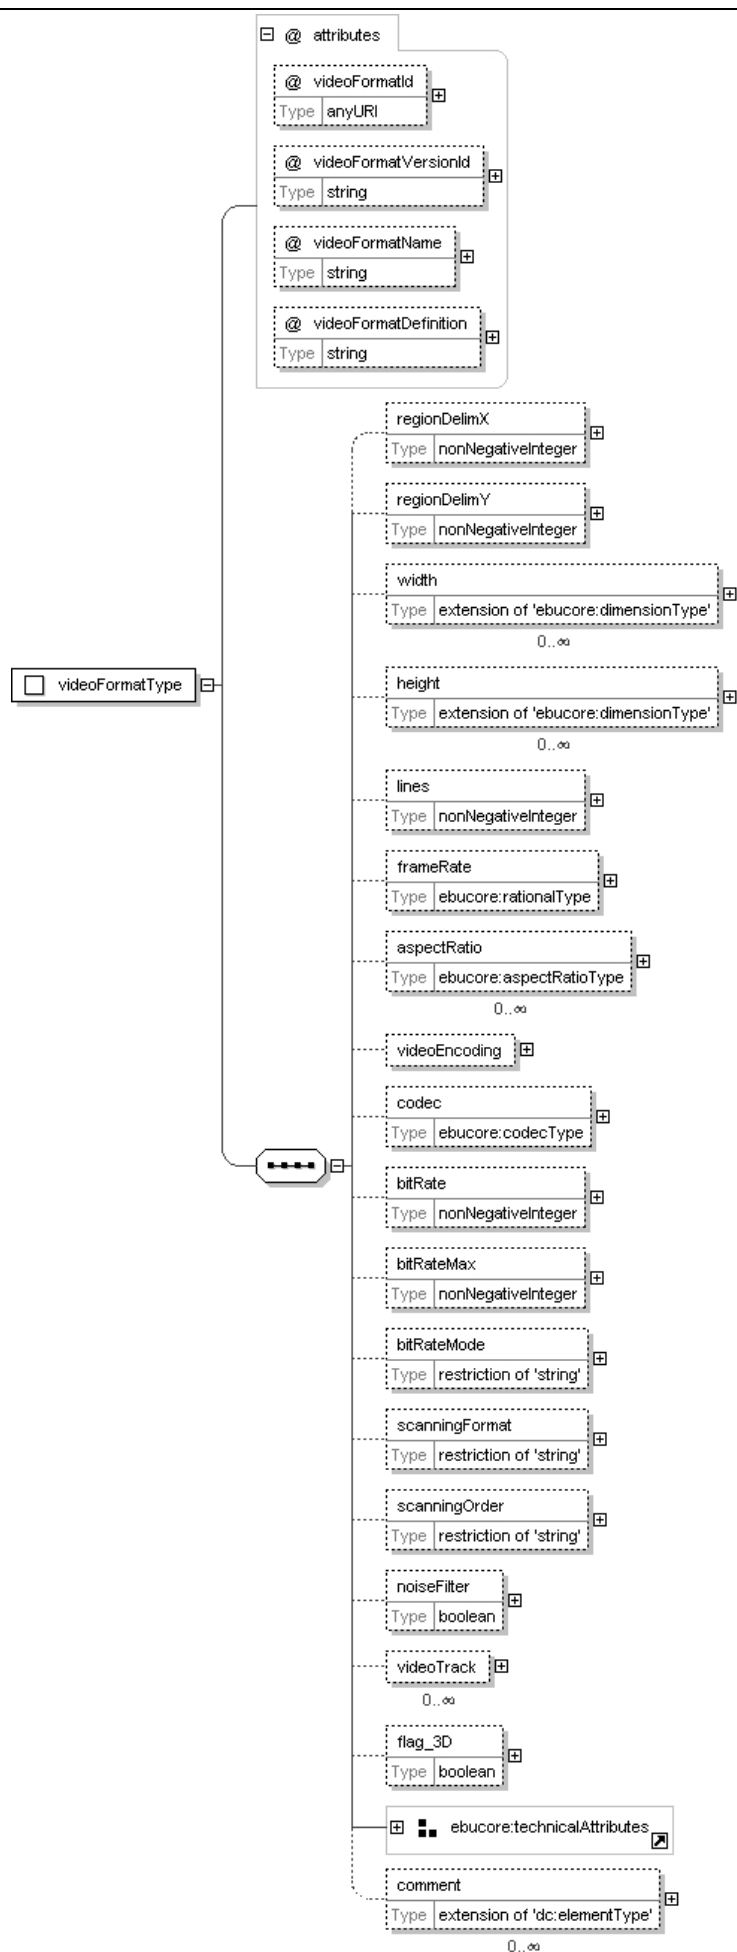 @ attributes
@ videoFormatId
Type anyURI
@ videoFormatVersionId
Type string
@ videoFormatName
Type string
@ videoFormatDefinition
Type string
regionDelimX
Type nonNegativeInteger
regionDelimY
Type nonNegativeInteger
width
Type extension of 'ebucore:dimensionType'
0..∞
videoFormatType
height
Type extension of 'ebucore:dimensionType'
0..∞
lines
Type nonNegativeInteger
frameRate
Type ebucore:rationalType
aspectRatio
Type ebucore:aspectRatioType
0..∞
videoEncoding
codec
Type ebucore:codecType
bitRate
Type nonNegativeInteger
bitRateMax
Type nonNegativeInteger
bitRateMode
Type restriction of 'string'
scanningFormat
Type restriction of 'string'
scanningOrder
Type restriction of 'string'
noiseFilter
Type boolean
videoTrack
0..∞
flag_3D
Type boolean
ebucore:technicalAttributes
comment
Type extension of 'dc:elementType'
0..∞